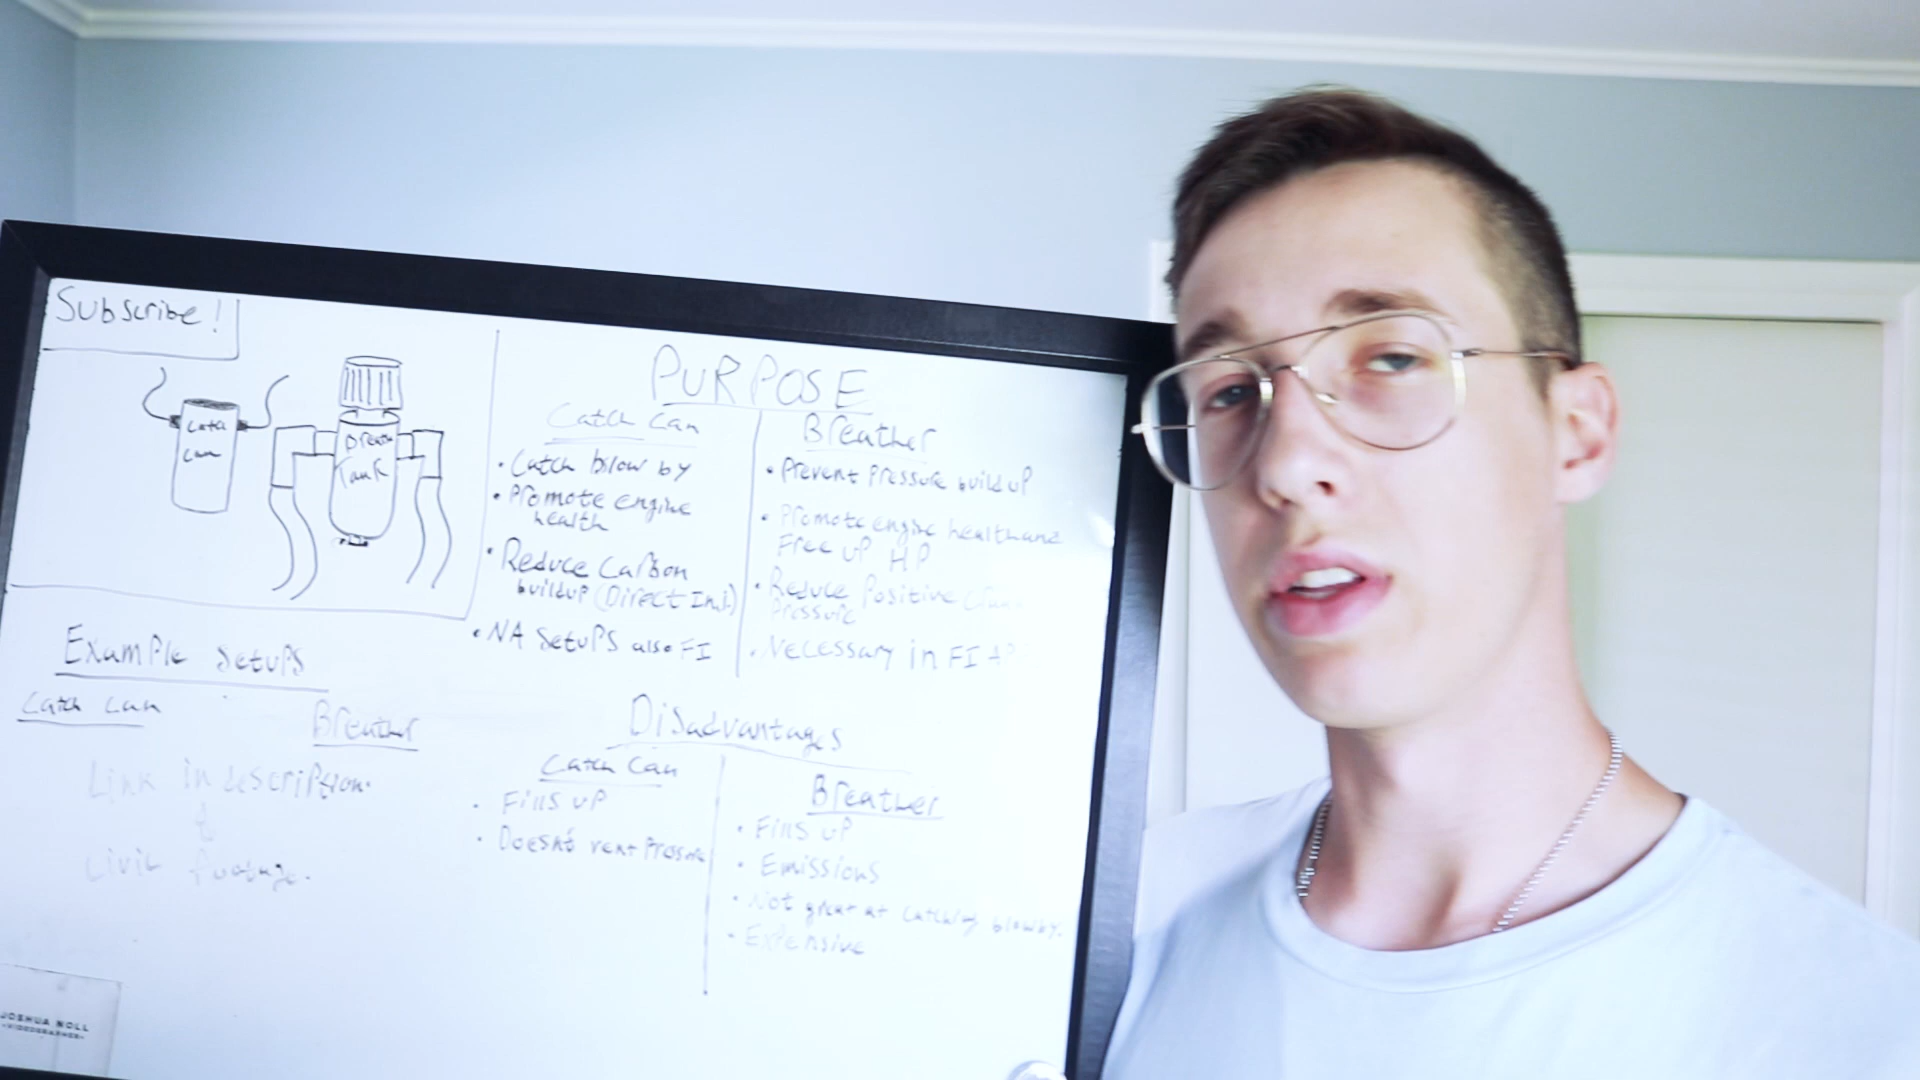 Subscribe!
Catch
can
Breath
Tank
PURPOSE
Catch Can
• Catch blow by
• Promote engine
health
• Reduce Carbon
buildup (Direct Inj.)
• NA setups also FI
Breather
• Prevent Pressure build up
• Promote engine health and
Free up HP
• Reduce Positive
Pressure
• Necessary in FI
Example setups
Catch can
Breather
Link in description
&
Civic footage.
Disadvantages
Catch Can
• Fills up
• Doesn't vent Pressure
Breather
• Fills up
• Emissions
• Not great at catching blowby.
• Expensive
JOSHUA NOLL
•VIDEOGRAPHER•